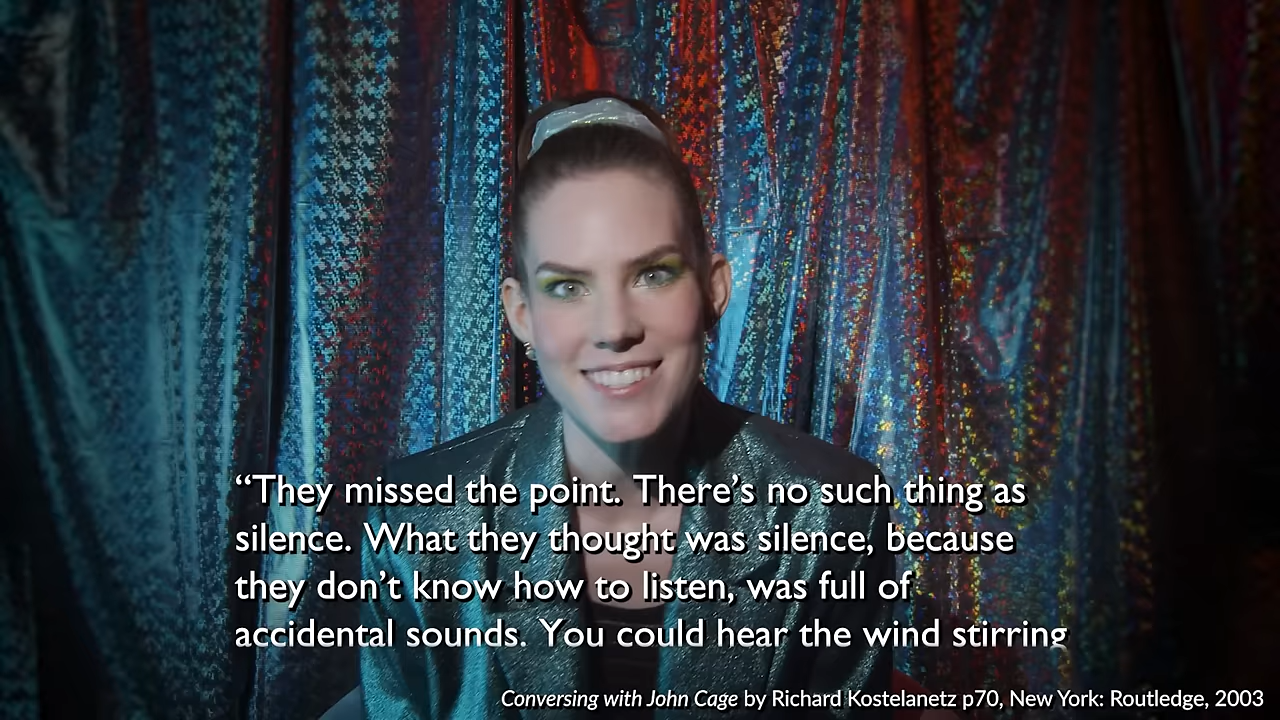 “They missed the point. There’s no such thing as
silence. What they thought was silence, because
they don’t know how to listen, was full of
accidental sounds. You could hear the wind stirring
Conversing with John Cage by Richard Kostelanetz p70, New York: Routledge, 2003